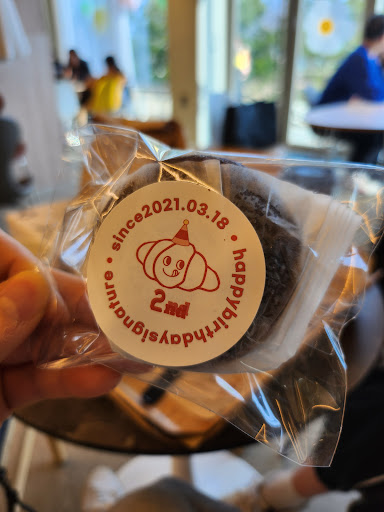 • since2021.03.18 •
happybirthdaysignature
2nd